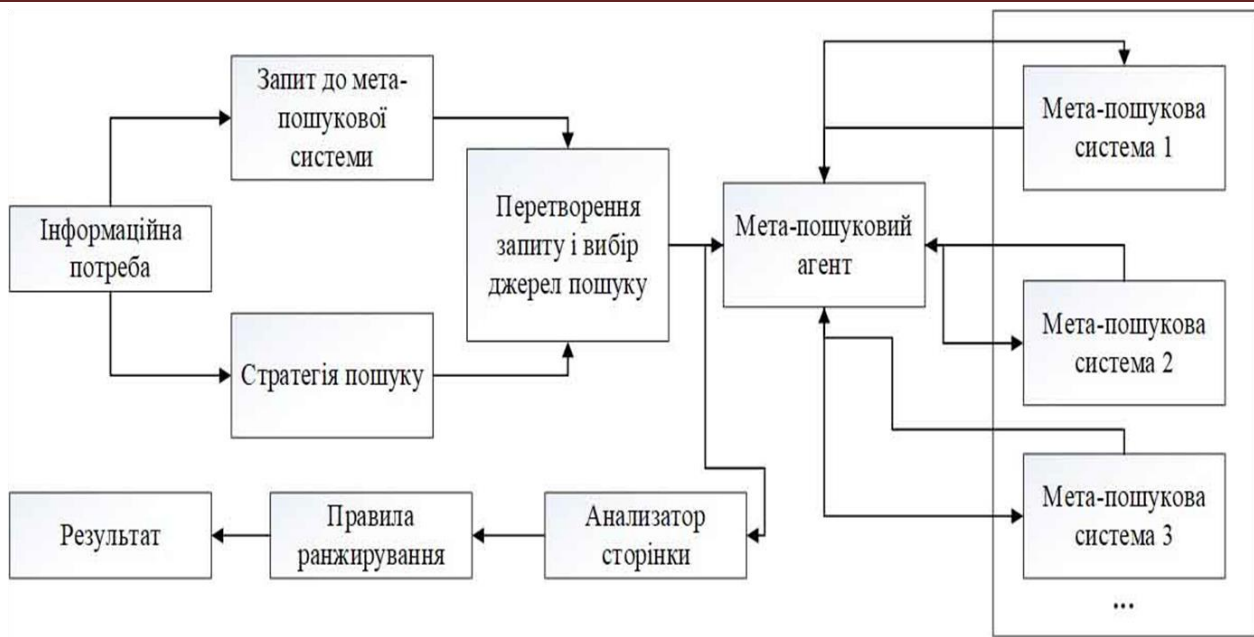 Запит до мета-
пошукової
системи
Інформаційна
потреба
Стратегія пошуку
Перетворення
запиту і вибір
джерел пошуку
Мета-пошуковий
агент
Мета-пошукова
система 1
Мета-пошукова
система 2
Мета-пошукова
система 3
...
Анализатор
сторінки
Правила
ранжирування
Результат